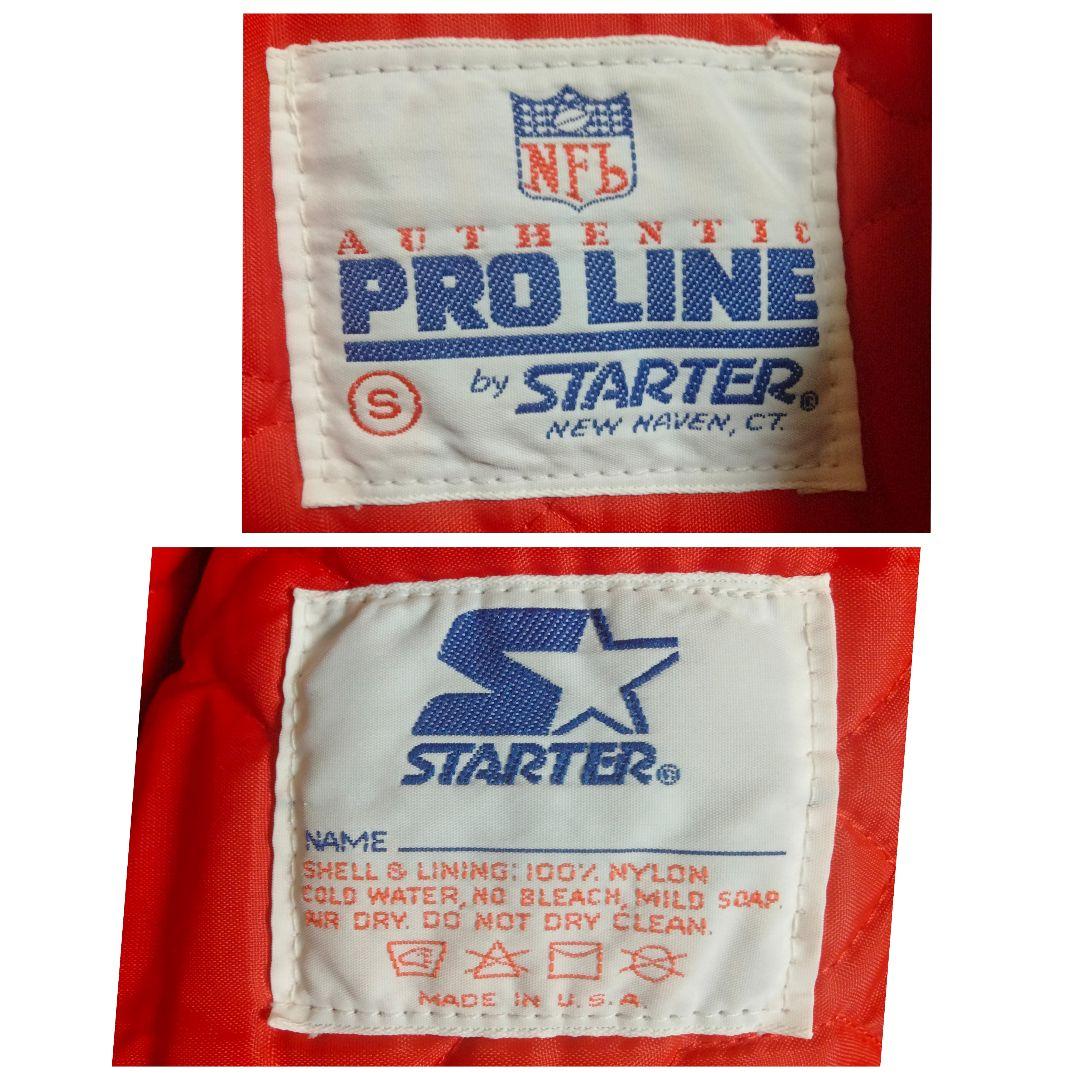 NFL
AUTHENTIC
PRO LINE
S by STARTER®
NEW HAVEN, CT.
STARTER®
NAME
SHELL & LINING: 100% NYLON
COLD WATER, NO BLEACH, MILD SOAP.
AIR DRY. DO NOT DRY CLEAN.
MADE IN U.S.A.